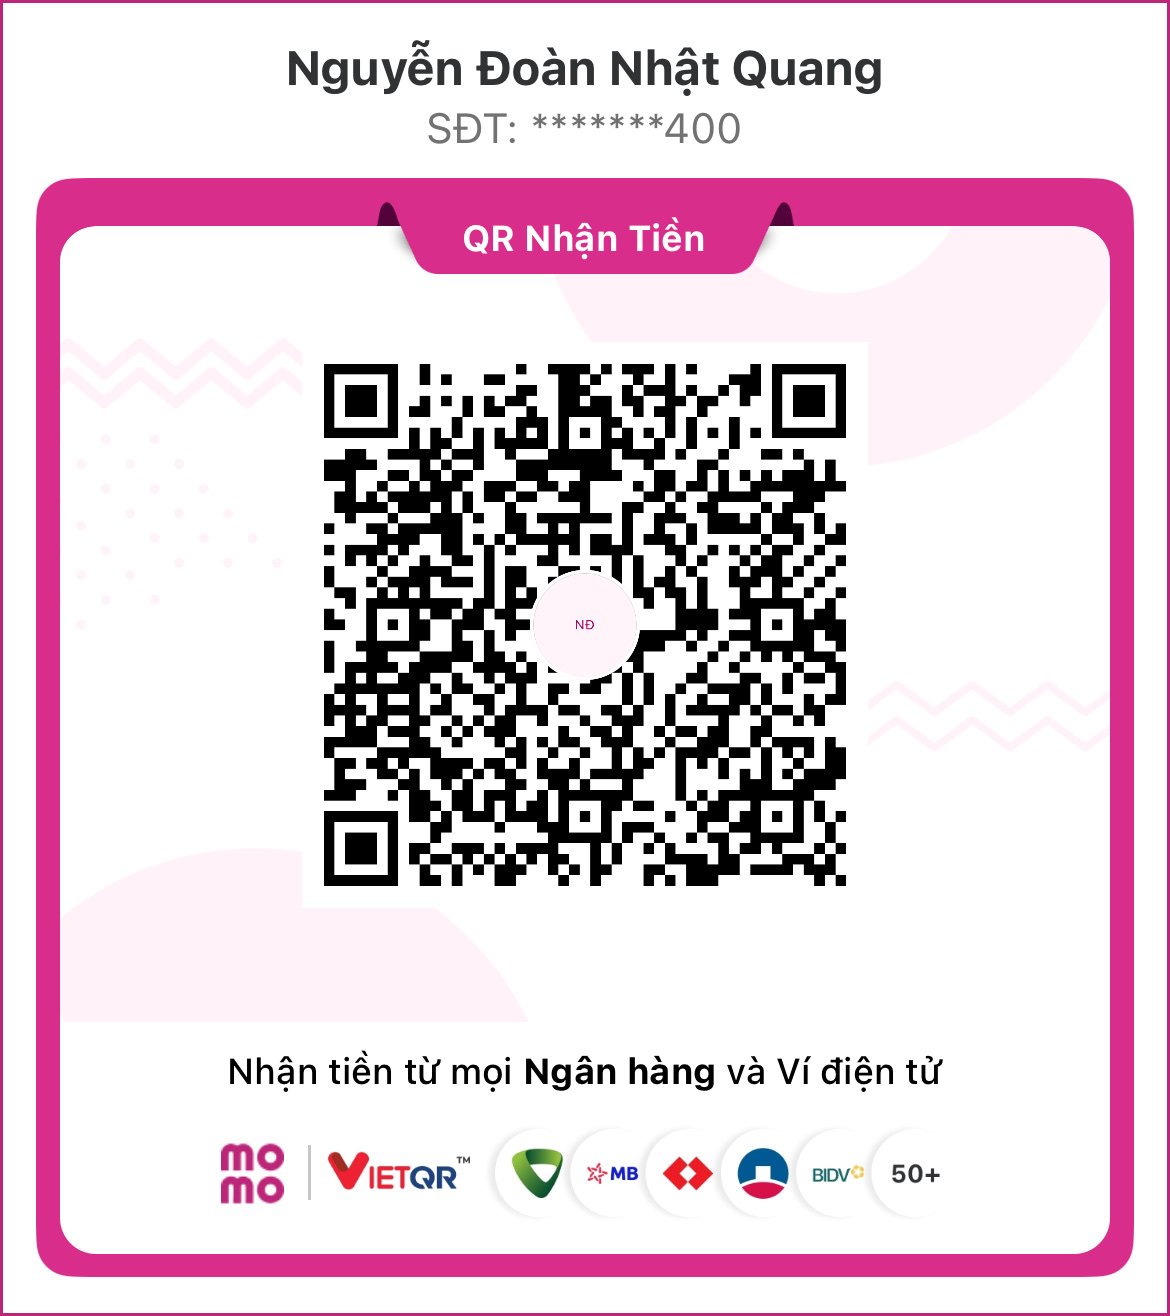 Nguyễn Đoàn Nhật Quang
SĐT: *******400
QR Nhận Tiền
NĐ
Nhận tiền từ mọi Ngân hàng và Ví điện tử
mo
mo
VIETQR™
MB
BIDV
50+